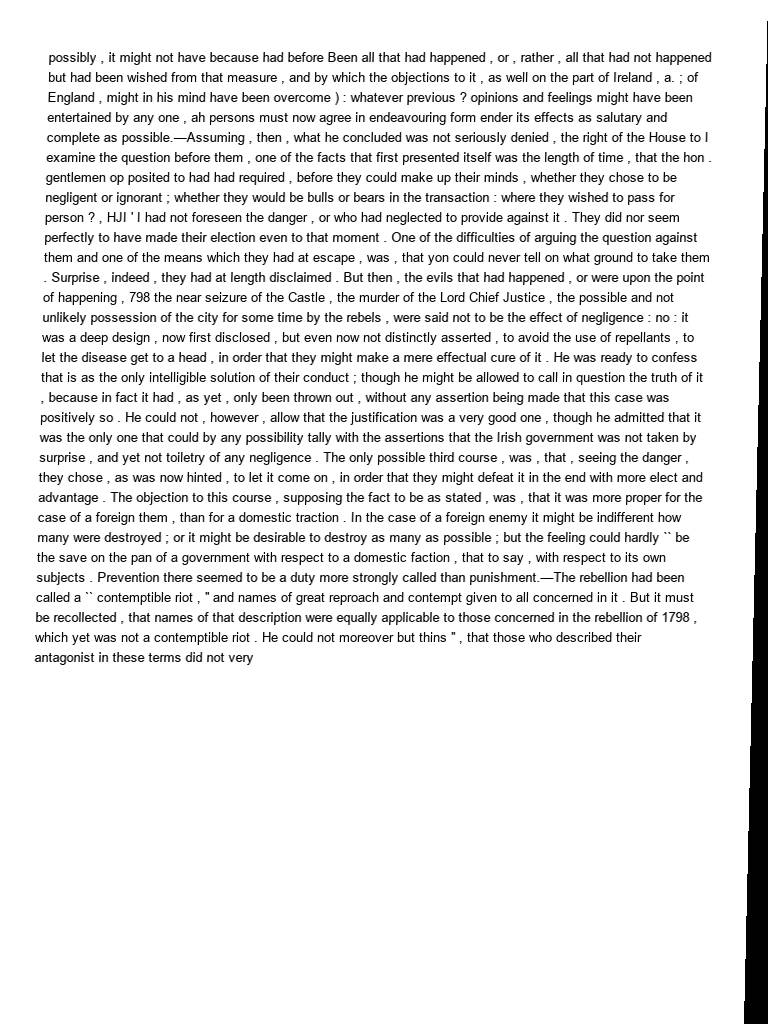 possibly , it might not have because had before Been all that had happened , or , rather , all that had not happened
but had been wished from that measure , and by which the objections to it , as well on the part of Ireland , a. ; of
England , might in his mind have been overcome ) : whatever previous ? opinions and feelings might have been
entertained by any one , ah persons must now agree in endeavouring form ender its effects as salutary and
complete as possible.—Assuming , then , what he concluded was not seriously denied , the right of the House to I
examine the question before them , one of the facts that first presented itself was the length of time , that the hon .
gentlemen op posited to had had required , before they could make up their minds , whether they chose to be
negligent or ignorant ; whether they would be bulls or bears in the transaction : where they wished to pass for
person ? , HJI ' I had not foreseen the danger , or who had neglected to provide against it . They did nor seem
perfectly to have made their election even to that moment . One of the difficulties of arguing the question against
them and one of the means which they had at escape , was , that yon could never tell on what ground to take them
. Surprise , indeed , they had at length disclaimed . But then , the evils that had happened , or were upon the point
of happening , 798 the near seizure of the Castle , the murder of the Lord Chief Justice , the possible and not
unlikely possession of the city for some time by the rebels , were said not to be the effect of negligence : no : it
was a deep design , now first disclosed , but even now not distinctly asserted , to avoid the use of repellants , to
let the disease get to a head , in order that they might make a mere effectual cure of it . He was ready to confess
that is as the only intelligible solution of their conduct ; though he might be allowed to call in question the truth of it
, because in fact it had , as yet , only been thrown out , without any assertion being made that this case was
positively so . He could not , however , allow that the justification was a very good one , though he admitted that it
was the only one that could by any possibility tally with the assertions that the Irish government was not taken by
surprise , and yet not toiletry of any negligence . The only possible third course , was , that , seeing the danger ,
they chose , as was now hinted , to let it come on , in order that they might defeat it in the end with more elect and
advantage . The objection to this course , supposing the fact to be as stated , was , that it was more proper for the
case of a foreign them , than for a domestic traction . In the case of a foreign enemy it might be indifferent how
many were destroyed ; or it might be desirable to destroy as many as possible ; but the feeling could hardly `` be
the save on the pan of a government with respect to a domestic faction , that to say , with respect to its own
subjects . Prevention there seemed to be a duty more strongly called than punishment.—The rebellion had been
called a `` contemptible riot , " and names of great reproach and contempt given to all concerned in it . But it must
be recollected , that names of that description were equally applicable to those concerned in the rebellion of 1798 ,
which yet was not a contemptible riot . He could not moreover but thins " , that those who described their
antagonist in these terms did not very